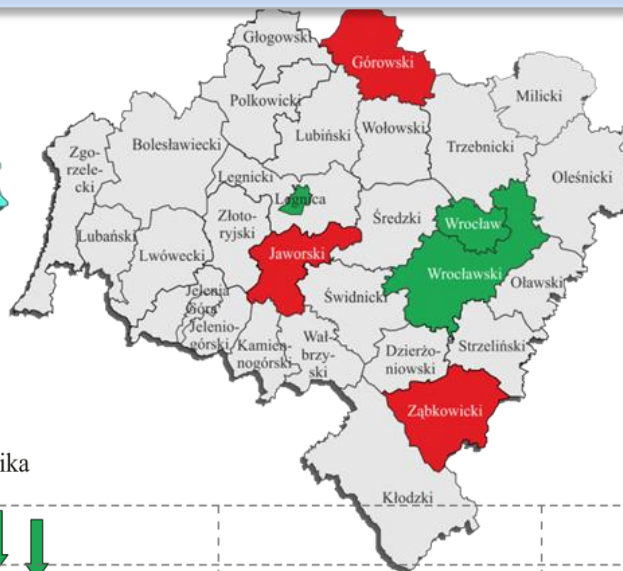 Głogowski
Górowski
Milicki
Polkowicki
Lubiński
Wołowski
Bolesławiecki
Trzebnicki
Zgo-
rzele-
cki
Legnicki
Oleśnicki
Legnica
Złoto-
ryjski
Średzki
Wrocław
Lubański
Lwówecki
Jaworski
Wrocławski
Oławski
Jelenia
Góra
Świdnicki
Jelenio-
górski
Kamien-
nogórski
Wał-
brzy-
ski
Dzierżo-
niowski
Strzeliński
Ząbkowicki
ika
Kłodzki